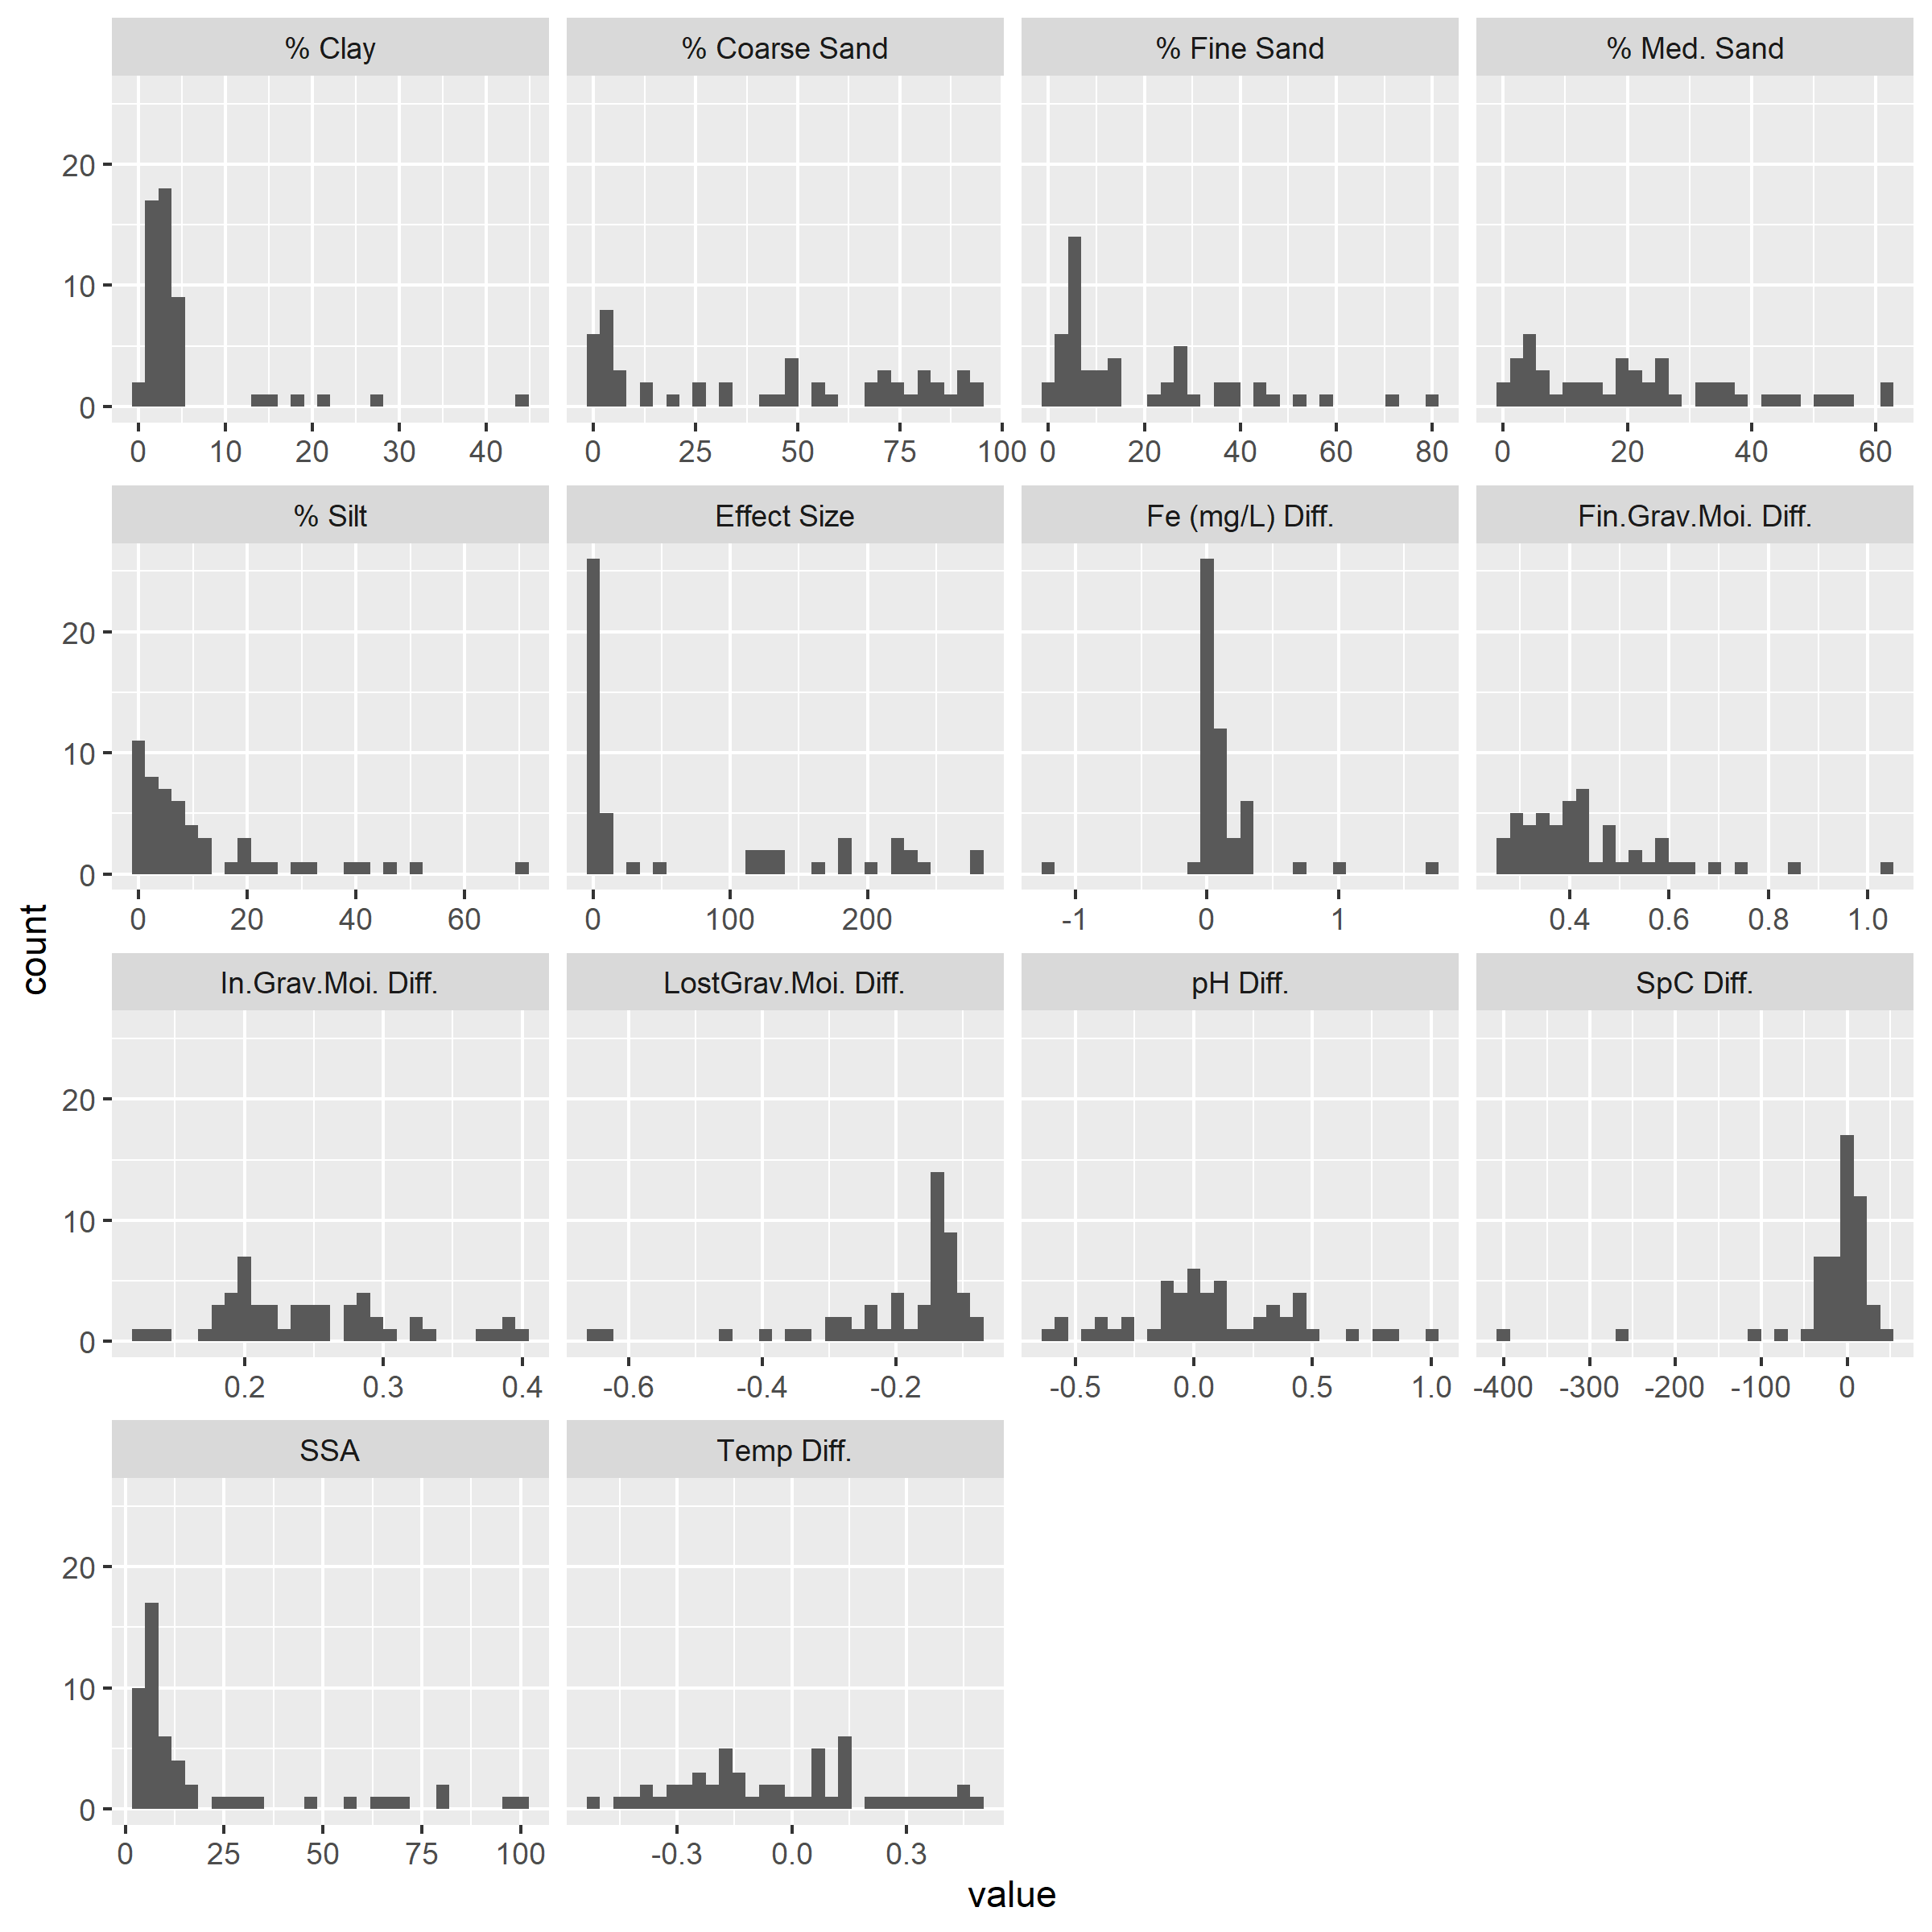 % Clay % Coarse Sand % Fine Sand % Med. Sand
20
10
0
0 10 20 30 40 0 25 50 75 100 0 20 40 60 80 0 20 40 60
% Silt Effect Size Fe (mg/L) Diff. Fin.Grav.Moi. Diff.
20
10
0
0 20 40 60 0 100 200 -1 0 1 0.4 0.6 0.8 1.0
count
In.Grav.Moi. Diff. LostGrav.Moi. Diff. pH Diff. SpC Diff.
20
10
0
0.2 0.3 0.4 -0.6 -0.4 -0.2 -0.5 0.0 0.5 1.0 -400 -300 -200 -100 0
SSA Temp Diff.
20
10
0
0 25 50 75 100 -0.3 0.0 0.3
value